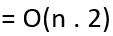 = O(n . 2)